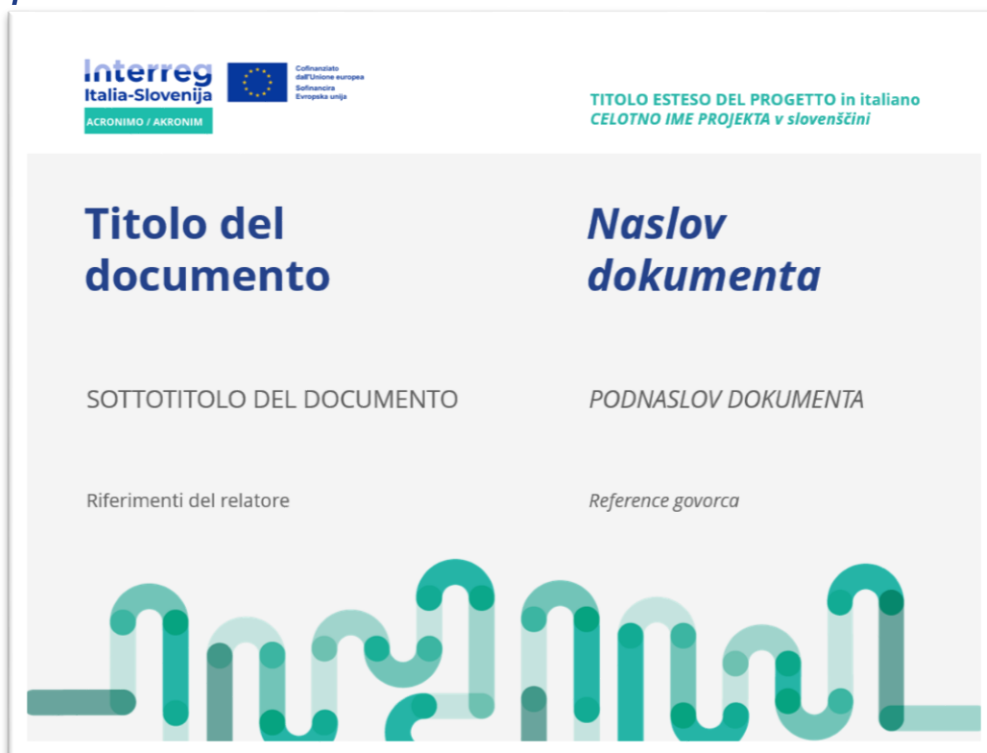 Interreg
Italia-Slovenija
ACRONIMO / AKRONIM
Cofinanziato
dall'Unione europea
Sofinancira
Evropska unija
TITOLO ESTESO DEL PROGETTO in italiano
CELOTNO IME PROJEKTA v slovenščini
Titolo del
documento
Naslov
dokumenta
SOTTOTITOLO DEL DOCUMENTO
PODNASLOV DOKUMENTA
Riferimenti del relatore
Reference govorca